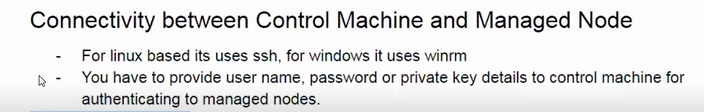 Connectivity between Control Machine and Managed Node
- For linux based its uses ssh, for windows it uses winrm
- You have to provide user name, password or private key details to control machine for
authenticating to managed nodes.